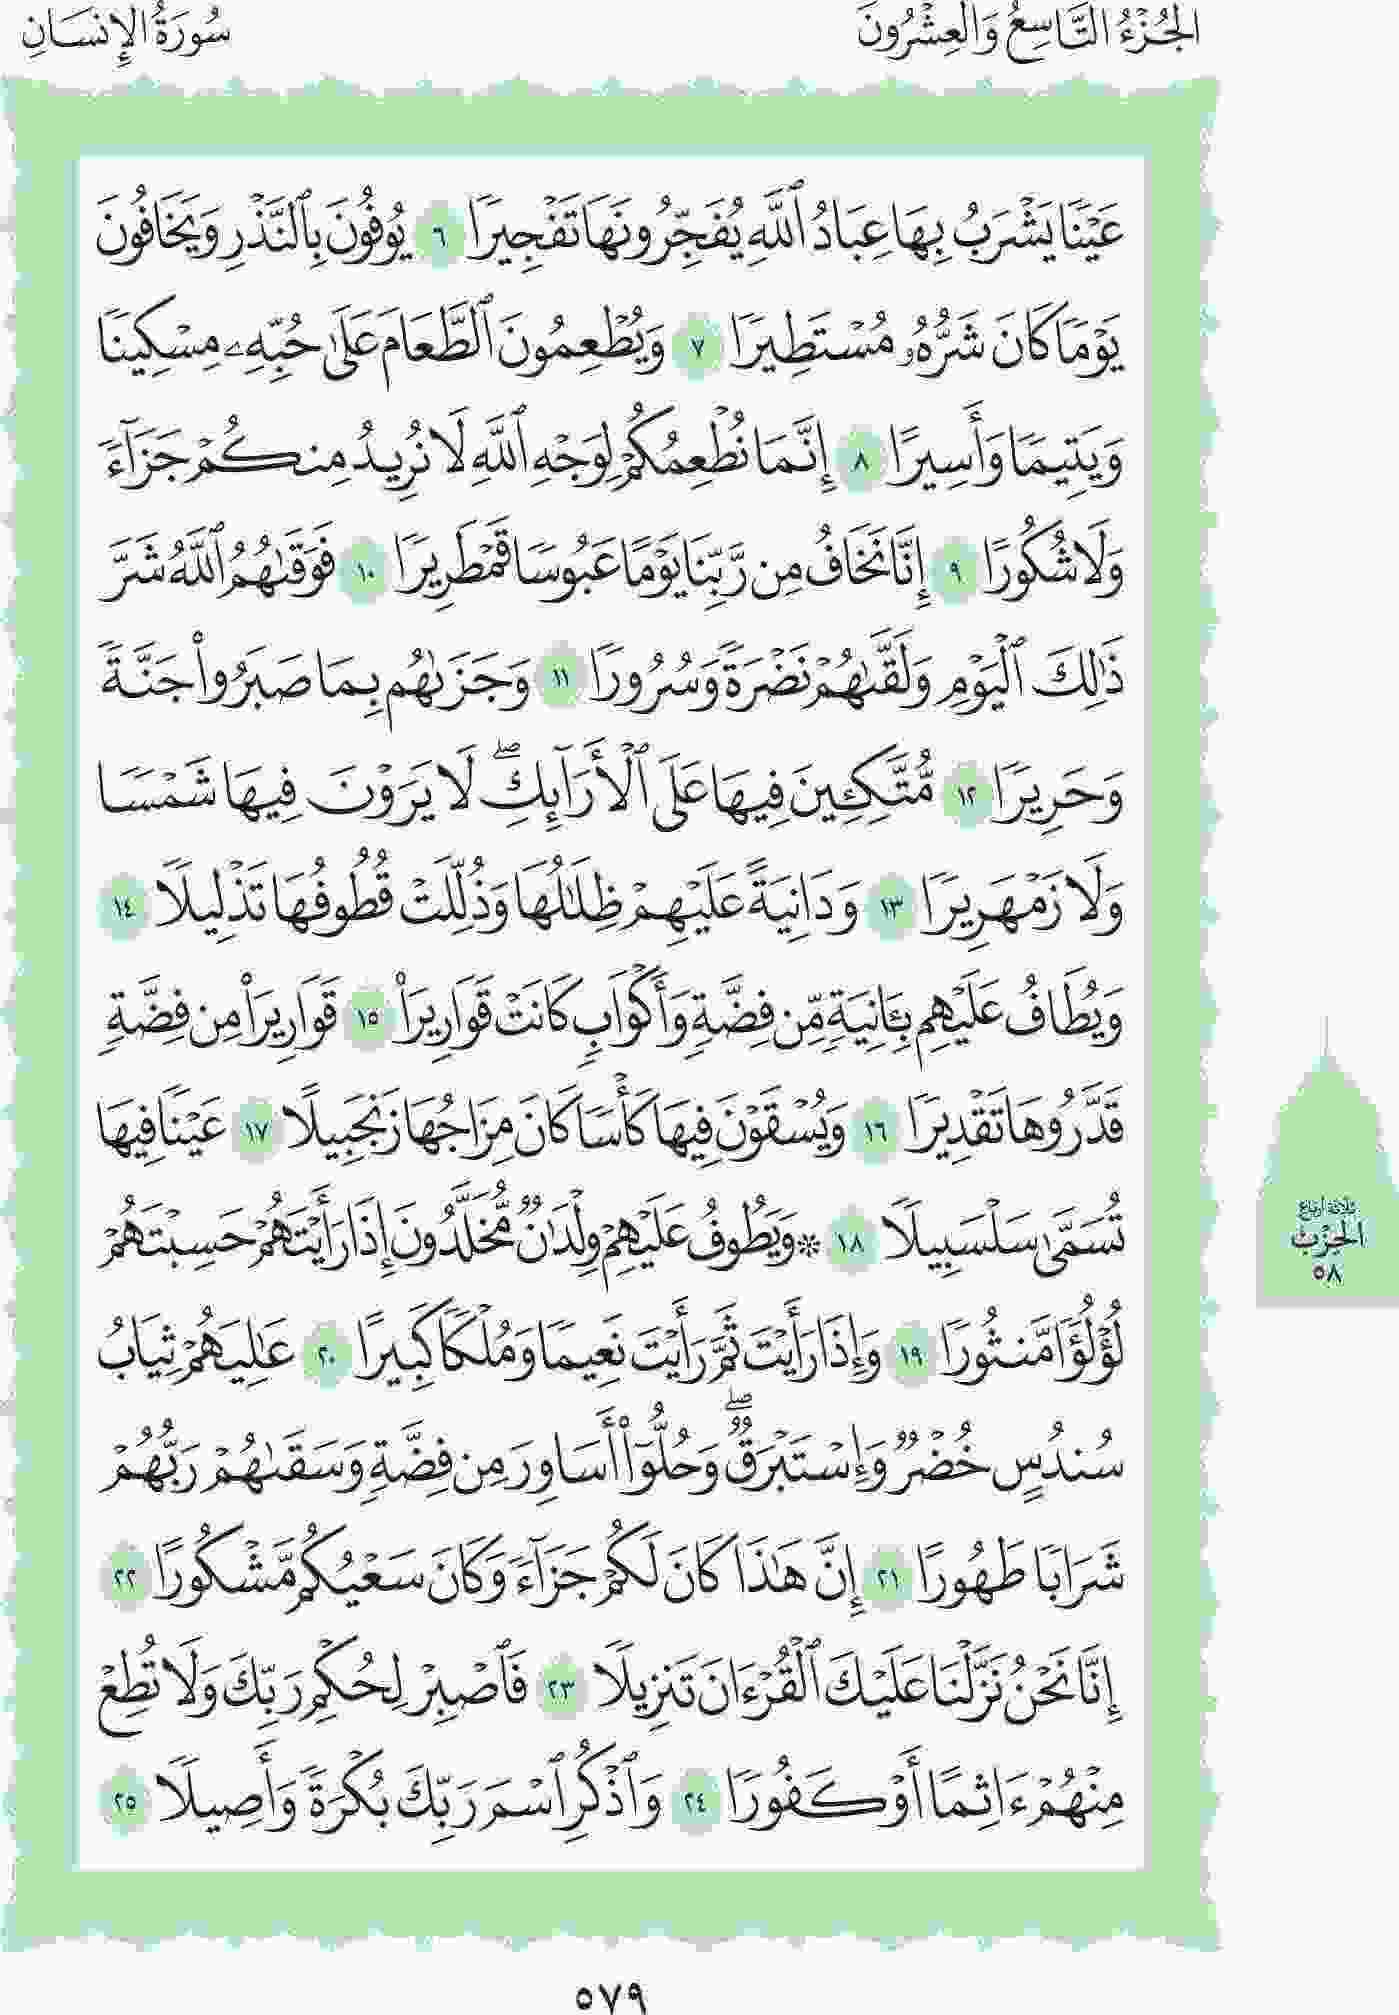 الجُزْءُ التَّاسِعُ وَالعِشْرُونَ
سُورَةُ الإِنسَانِ
عَيْنًا يَشْرَبُ بِهَا عِبَادُ ٱللَّهِ يُفَجِّرُونَهَا تَفْجِيرًا ٦ يُوفُونَ بِٱلنَّذْرِ وَيَخَافُونَ
يَوْمًا كَانَ شَرُّهُۥ مُسْتَطِيرًا ٧ وَيُطْعِمُونَ ٱلطَّعَامَ عَلَىٰ حُبِّهِۦ مِسْكِينًا
وَيَتِيمًا وَأَسِيرًا ٨ إِنَّمَا نُطْعِمُكُمْ لِوَجْهِ ٱللَّهِ لَا نُرِيدُ مِنكُمْ جَزَآءً
وَلَا شُكُورًا ٩ إِنَّا نَخَافُ مِن رَّبِّنَا يَوْمًا عَبُوسًا قَمْطَرِيرًا ١٠ فَوَقَىٰهُمُ ٱللَّهُ شَرَّ
ذَٰلِكَ ٱلْيَوْمِ وَلَقَّىٰهُمْ نَضْرَةً وَسُرُورًا ١١ وَجَزَىٰهُم بِمَا صَبَرُوا۟ جَنَّةً
وَحَرِيرًا ١٢ مُّتَّكِـِٔينَ فِيهَا عَلَى ٱلْأَرَآئِكِ ۖ لَا يَرَوْنَ فِيهَا شَمْسًا
وَلَا زَمْهَرِيرًا ١٣ وَدَانِيَةً عَلَيْهِمْ ظِلَـٰلُهَا وَذُلِّلَتْ قُطُوفُهَا تَذْلِيلًا ١٤
وَيُطَافُ عَلَيْهِم بِـَٔانِيَةٍ مِّن فِضَّةٍ وَأَكْوَابٍ كَانَتْ قَوَارِيرَا۠ ١٥ قَوَارِيرَا۟ مِن فِضَّةٍ
قَدَّرُوهَا تَقْدِيرًا ١٦ وَيُسْقَوْنَ فِيهَا كَأْسًا كَانَ مِزَاجُهَا زَنجَبِيلًا ١٧ عَيْنًا فِيهَا
تُسَمَّىٰ سَلْسَبِيلًا ١٨ ۞ وَيَطُوفُ عَلَيْهِمْ وِلْدَٰنٌ مُّخَلَّدُونَ إِذَا رَأَيْتَهُمْ حَسِبْتَهُمْ
لُؤْلُؤًا مَّنثُورًا ١٩ وَإِذَا رَأَيْتَ ثَمَّ رَأَيْتَ نَعِيمًا وَمُلْكًا كَبِيرًا ٢٠ عَـٰلِيَهُمْ ثِيَابُ
سُندُسٍ خُضْرٌ وَإِسْتَبْرَقٌ ۖ وَحُلُّوٓا۟ أَسَاوِرَ مِن فِضَّةٍ وَسَقَىٰهُمْ رَبُّهُمْ
شَرَابًا طَهُورًا ٢١ إِنَّ هَـٰذَا كَانَ لَكُمْ جَزَآءً وَكَانَ سَعْيُكُم مَّشْكُورًا ٢٢
إِنَّا نَحْنُ نَزَّلْنَا عَلَيْكَ ٱلْقُرْءَانَ تَنزِيلًا ٢٣ فَٱصْبِرْ لِحُكْمِ رَبِّكَ وَلَا تُطِعْ
مِنْهُمْ ءَاثِمًا أَوْ كَفُورًا ٢٤ وَٱذْكُرِ ٱسْمَ رَبِّكَ بُكْرَةً وَأَصِيلًا ٢٥
ثلاثة أرباع
الحِزْب
٥٨
٥٧٩